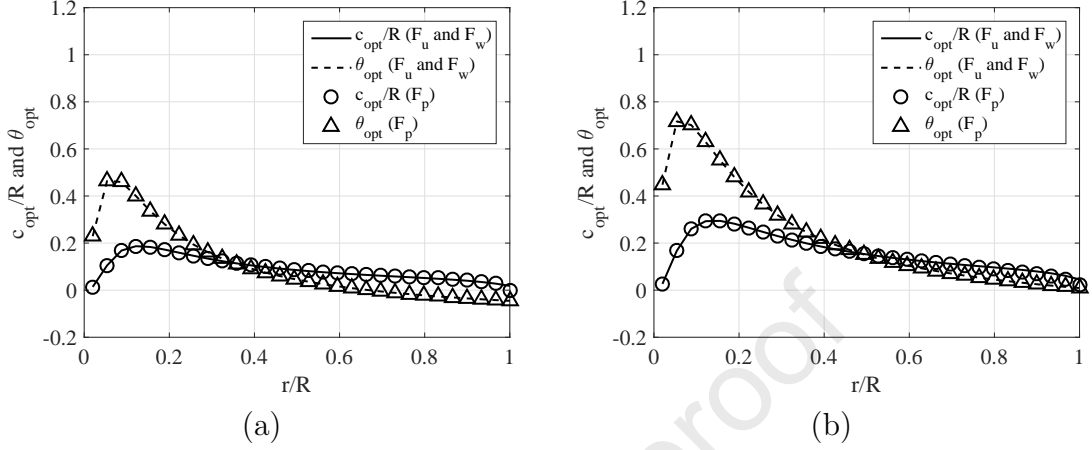 1.2
1
0.8
0.6
0.4
0.2
0
-0.2
c_opt/R and θ_opt
c_opt/R (F_u and F_w)
θ_opt (F_u and F_w)
c_opt/R (F_p)
θ_opt (F_p)
0 0.2 0.4 0.6 0.8 1
r/R
(a)
1.2
1
0.8
0.6
0.4
0.2
0
-0.2
c_opt/R and θ_opt
c_opt/R (F_u and F_w)
θ_opt (F_u and F_w)
c_opt/R (F_p)
θ_opt (F_p)
0 0.2 0.4 0.6 0.8 1
r/R
(b)
proof